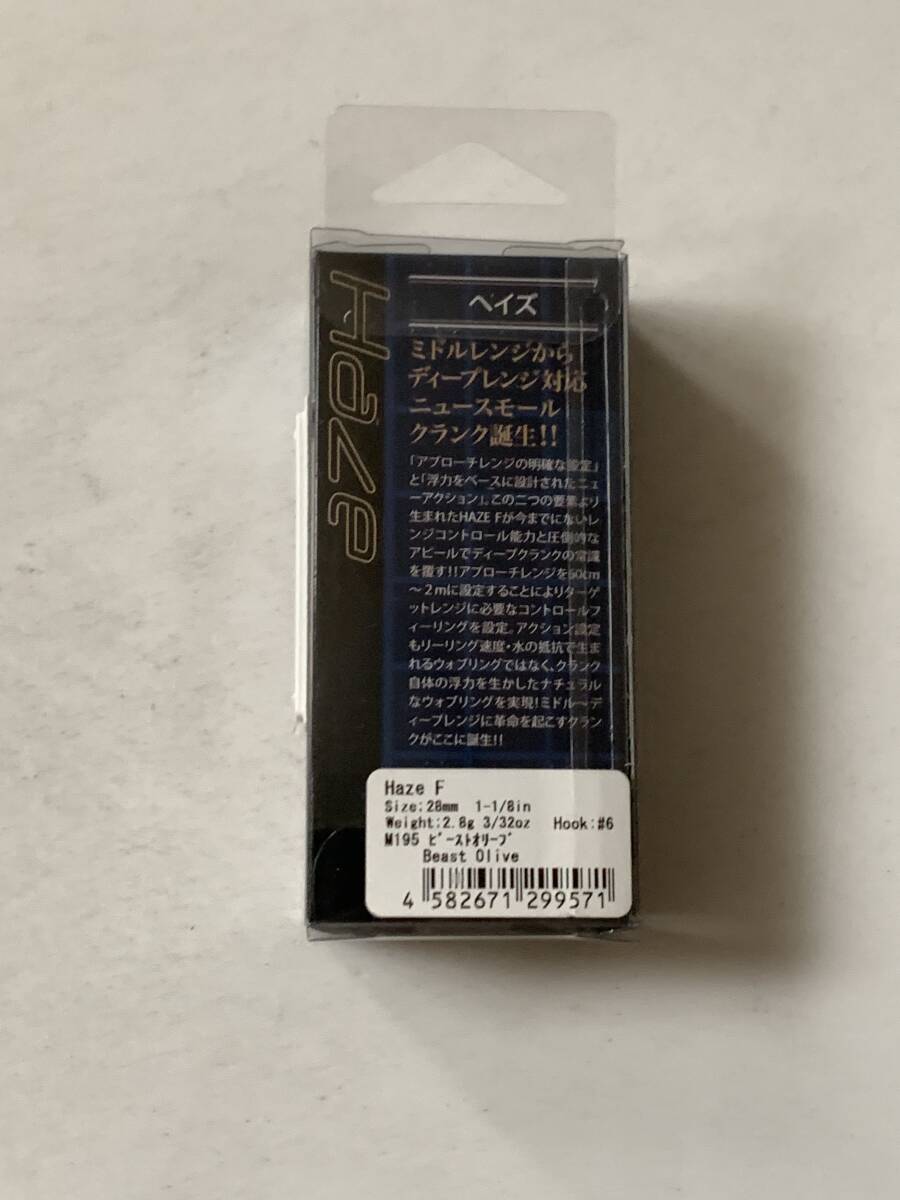 Haze
ヘイズ
ミドルレンジから
ディープレンジ対応
ニュースモール
クランク誕生!!
「アプローチレンジの明確な設定」
と「浮力をベースに設計されたニュ
ーアクション」、この二つの要素より
生まれたHAZE Fが今までにないレ
ンジコントロール能力と圧倒的な
アピールでディープクランクの常識
を覆す!!アプローチレンジを60cm
〜2mに設定することによりターゲ
ットレンジに必要なコントロールフ
ィーリングを設定。アクション設定
もリーリング速度・水の抵抗で生ま
れるウォブリングではなく、クランク
自体の浮力を生かしたナチュラル
なウォブリングを実現!ミドル〜デ
ィープレンジに革命を起こすクラン
クがここに誕生!!
Haze F
Size:28mm 1-1/8in
Weight:2.8g 3/32oz Hook:#6
M195 ﾋﾞｰｽﾄｵﾘｰﾌﾞ
Beast Olive
4 582671 299571